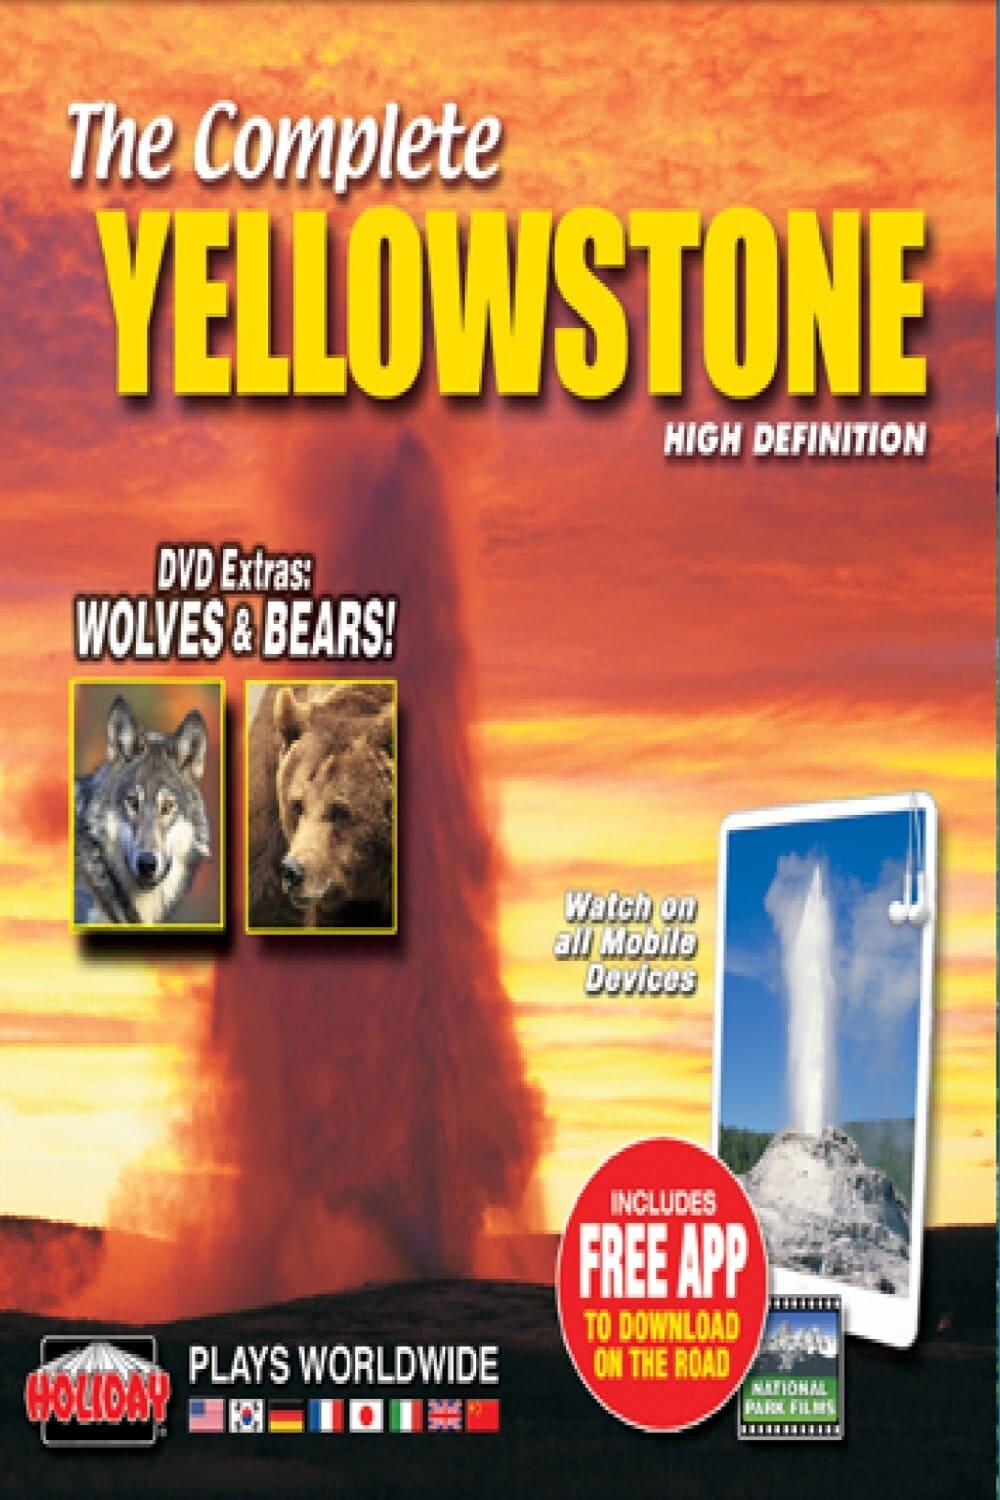 The Complete
YELLOWSTONE
HIGH DEFINITION
DVD Extras:
WOLVES & BEARS!
Watch on
all Mobile
Devices
INCLUDES
FREE APP
TO DOWNLOAD
ON THE ROAD
HOLIDAY
PLAYS WORLDWIDE
NATIONAL
PARK FILMS